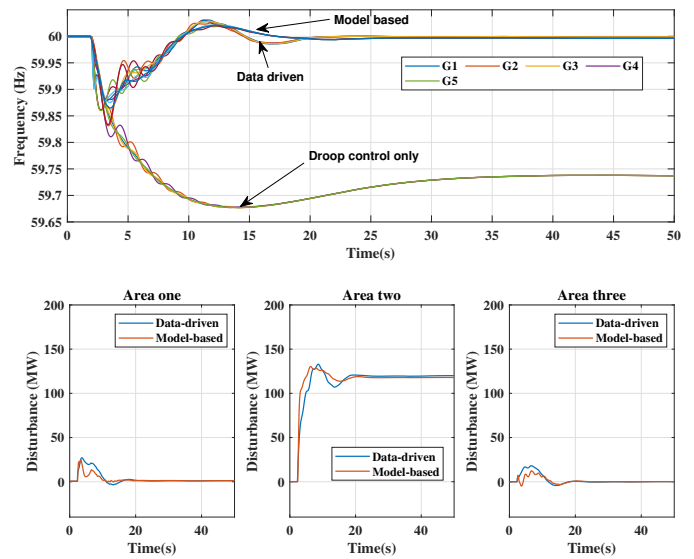 Model based
Data driven
Droop control only
G1 G2 G3 G4
G5
Frequency (Hz)
60
59.95
59.9
59.85
59.8
59.75
59.7
59.65
0 5 10 15 20 25 30 35 40 45 50
Time(s)
Area one
Data-driven
Model-based
Disturbance (MW)
200
150
100
50
0
0 20 40
Time(s)
Area two
Data-driven
Model-based
Disturbance (MW)
200
150
100
50
0
0 20 40
Time(s)
Area three
Data-driven
Model-based
Disturbance (MW)
200
150
100
50
0
0 20 40
Time(s)